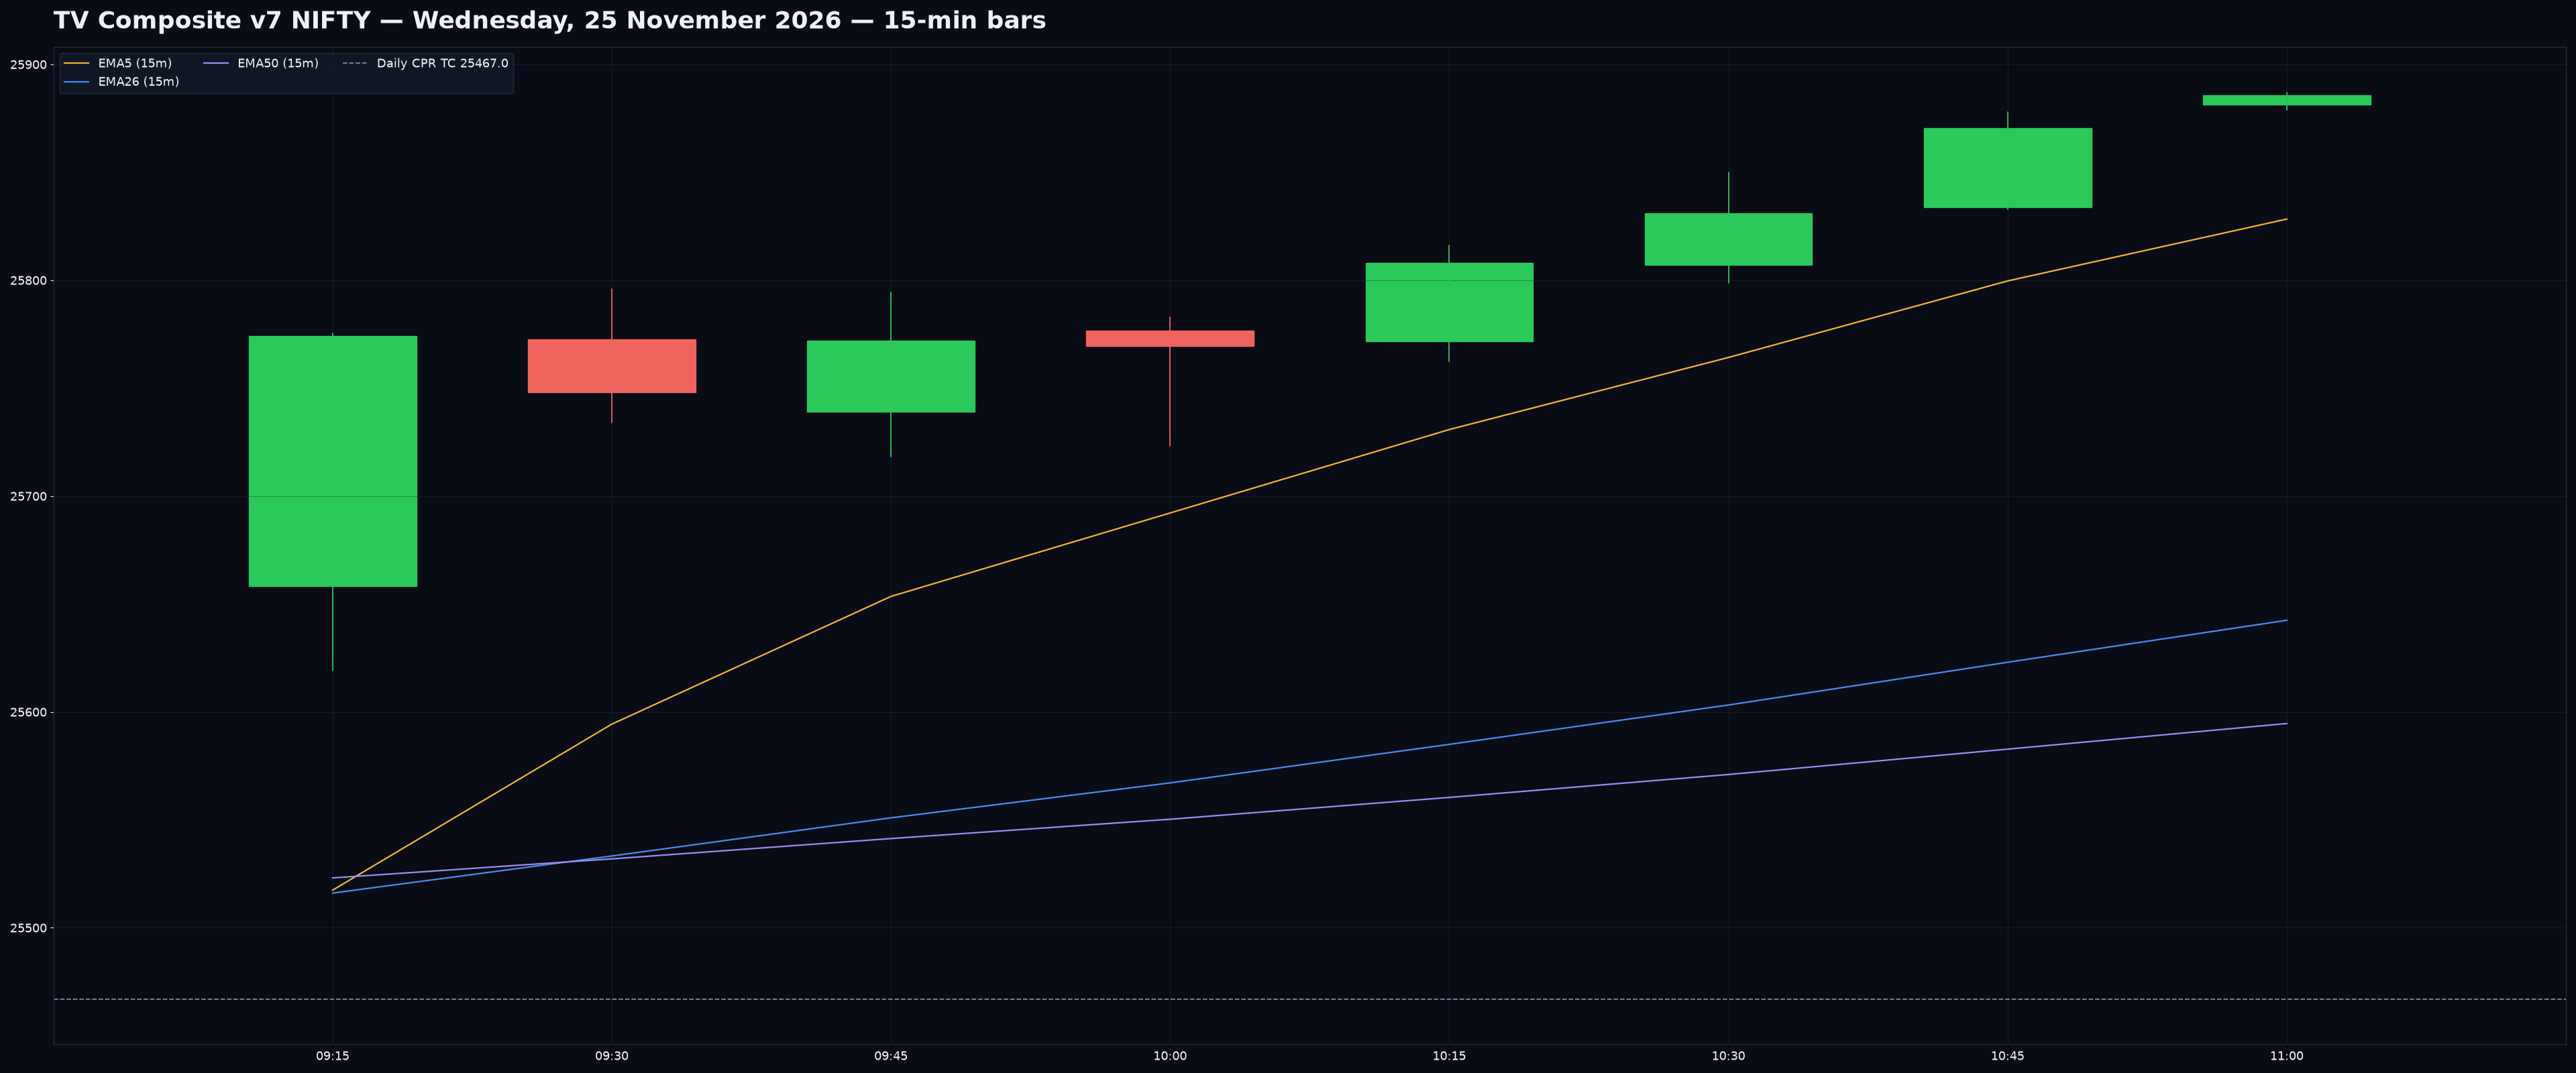 TV Composite v7 NIFTY — Wednesday, 25 November 2026 — 15-min bars
EMA5 (15m) EMA50 (15m) Daily CPR TC 25467.0
EMA26 (15m)
25900
25800
25700
25600
25500
09:15 09:30 09:45 10:00 10:15 10:30 10:45 11:00